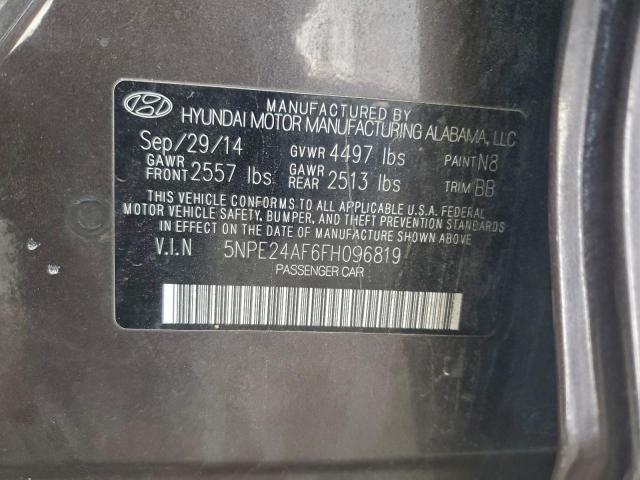 MANUFACTURED BY
HYUNDAI MOTOR MANUFACTURING ALABAMA, LLC
Sep/29/14 GVWR 4497 lbs PAINT N8
GAWR FRONT 2557 lbs GAWR REAR 2513 lbs TRIM BB
THIS VEHICLE CONFORMS TO ALL APPLICABLE U.S.A. FEDERAL
MOTOR VEHICLE SAFETY, BUMPER, AND THEFT PREVENTION STANDARDS
IN EFFECT ON THE DATE OF MANUFACTURE SHOWN ABOVE.
V.I.N 5NPE24AF6FH096819
PASSENGER CAR